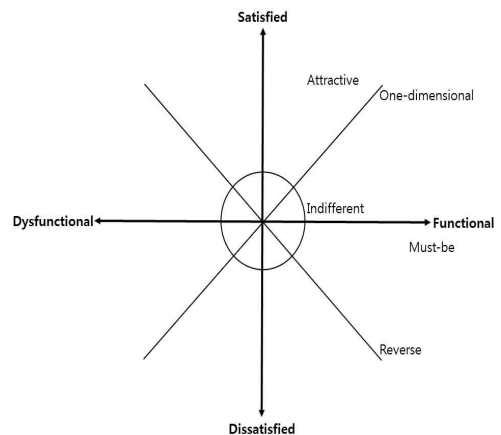 Satisfied
Attractive
One-dimensional
Indifferent
Dysfunctional
Functional
Must-be
Reverse
Dissatisfied